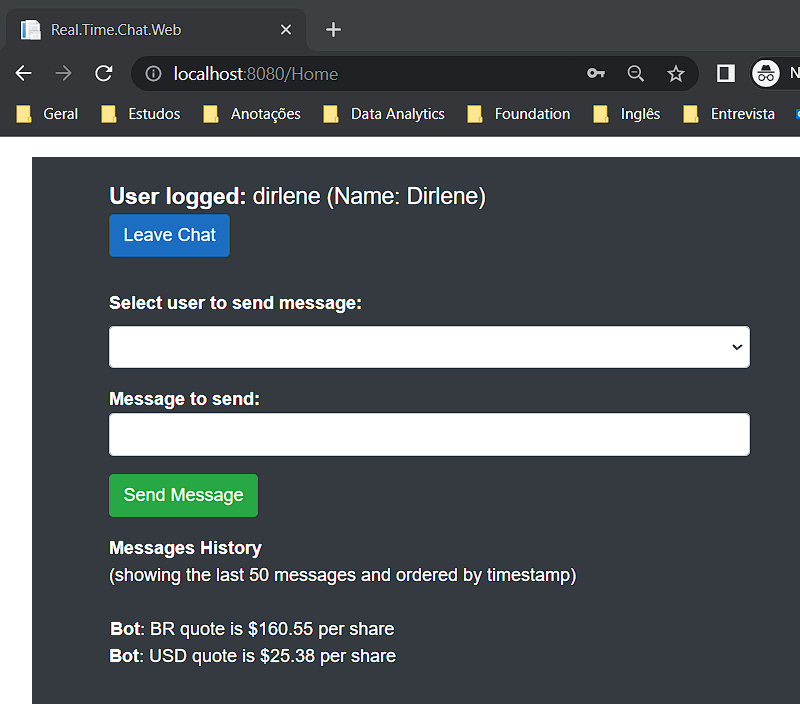 Real.Time.Chat.Web
localhost:8080/Home
Geral Estudos Anotações Data Analytics Foundation Inglês Entrevista
User logged: dirlene (Name: Dirlene)
Leave Chat
Select user to send message:
Message to send:
Send Message
Messages History
(showing the last 50 messages and ordered by timestamp)
Bot: BR quote is $160.55 per share
Bot: USD quote is $25.38 per share